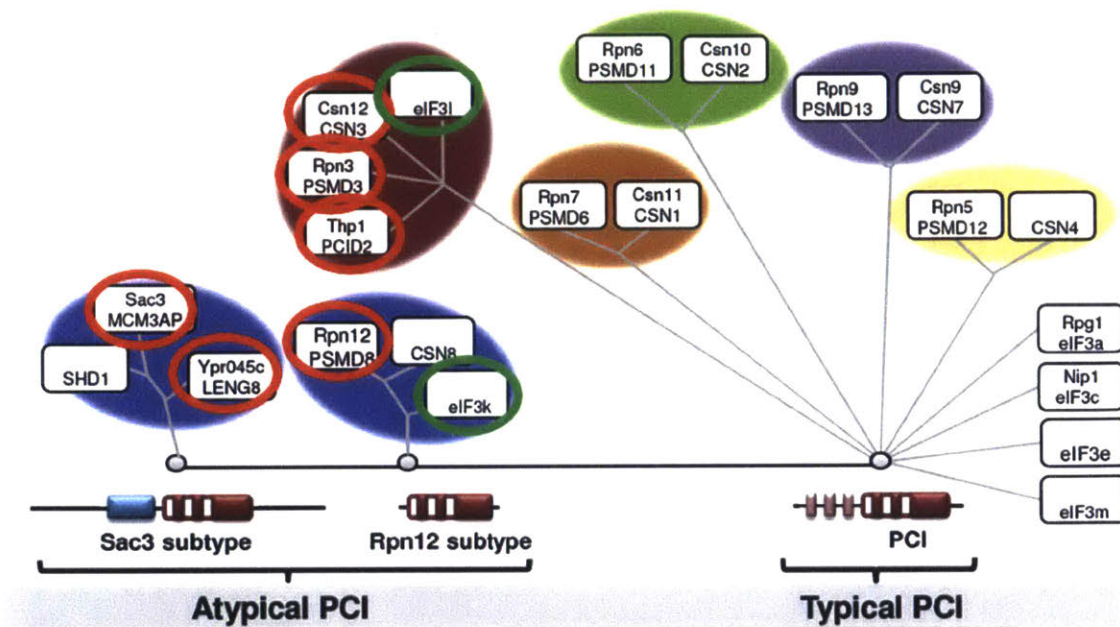 Rpn6
PSMD11
Csn10
CSN2
Rpn9
PSMD13
Csn9
CSN7
Csn12
CSN3
eIF3l
Rpn3
PSMD3
Thp1
PCID2
Rpn7
PSMD6
Csn11
CSN1
Rpn5
PSMD12
CSN4
Sac3
MCM3AP
SHD1
Ypr045c
LENG8
Rpn12
PSMD8
CSN8
eIF3k
Rpg1
eIF3a
Nip1
eIF3c
eIF3e
eIF3m
Sac3 subtype
Rpn12 subtype
PCI
Atypical PCI
Typical PCI